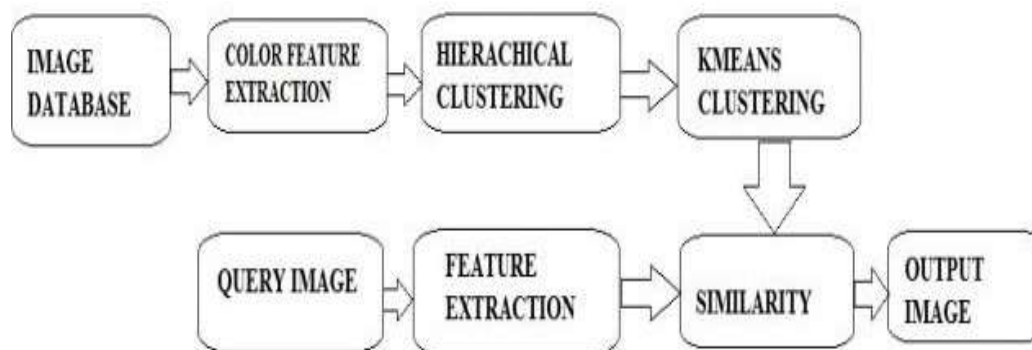 IMAGE
DATABASE
COLOR FEATURE
EXTRACTION
HIERACHICAL
CLUSTERING
KMEANS
CLUSTERING
QUERY IMAGE
FEATURE
EXTRACTION
SIMILARITY
OUTPUT
IMAGE